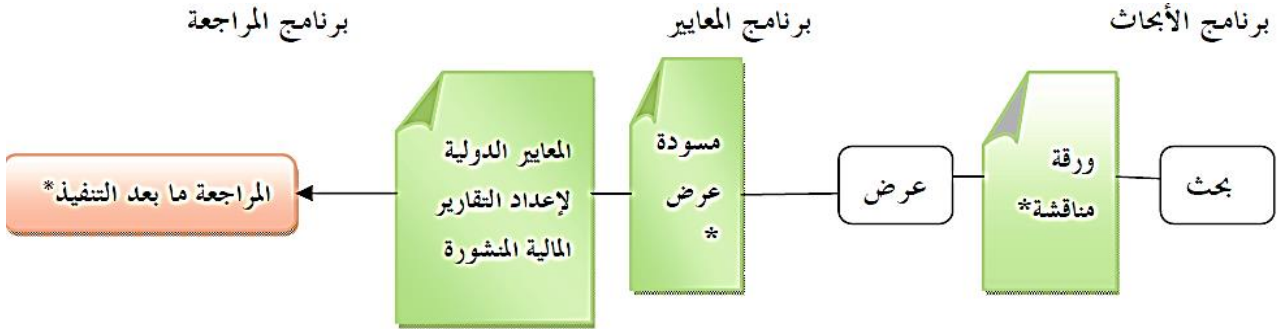 برنامج الأبحاث
برنامج المعايير
برنامج المراجعة
بحث
ورقة
مناقشة*
عرض
مسودة
عرض
*
المعايير الدولية
لإعداد التقارير
المالية المنشورة
المراجعة ما بعد التنفيذ*